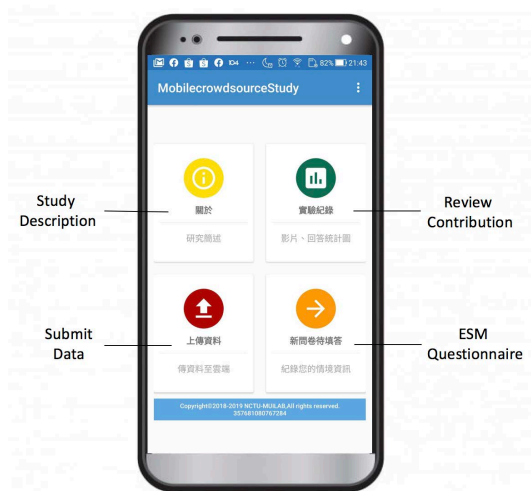 82% 21:43
MobilecrowdsourceStudy
關於
研究簡述
實驗紀錄
影片、回答統計圖
Study
Description
Review
Contribution
上傳資料
傳資料至雲端
新問卷待填答
紀錄您的情境資訊
Submit
Data
ESM
Questionnaire
Copyright©2018-2019 NCTU-MUILAB,All rights reserved.
357681080767284